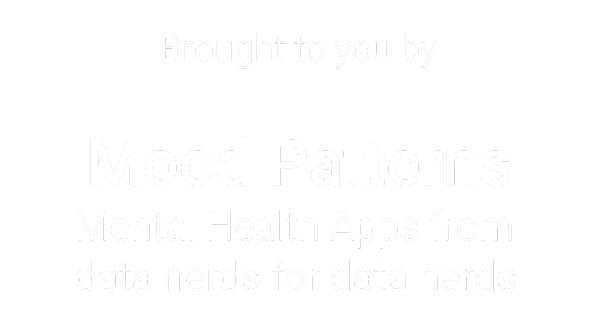 Brought to you by
Mood Patterns
Mental Health Apps from
data nerds for data nerds